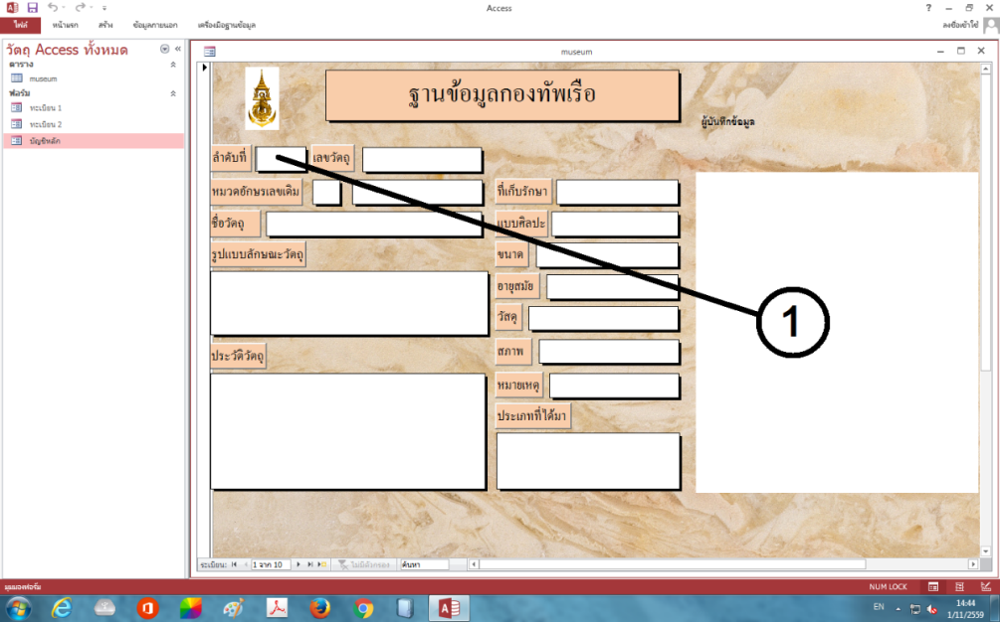 Access
ไฟล์ หน้าแรก สร้าง ข้อมูลภายนอก เครื่องมือฐานข้อมูล ลงชื่อเข้าใช้
วัตถุ Access ทั้งหมด
ตาราง
museum
ฟอร์ม
ทะเบียน 1
ทะเบียน 2
บัญชีหลัก
museum
ฐานข้อมูลกองทัพเรือ
ผู้บันทึกข้อมูล
ลำดับที่ เลขวัตถุ
หมวดอักษรเลขเดิม ที่เก็บรักษา
ชื่อวัตถุ แบบศิลปะ
รูปแบบลักษณะวัตถุ ขนาด
อายุสมัย
วัสดุ
1
ประวัติวัตถุ สภาพ
หมายเหตุ
ประเภทที่ได้มา
ระเบียน: 1 จาก 10 ไม่มีตัวกรอง ค้นหา
มุมมองฟอร์ม NUM LOCK
EN 14:44
1/11/2559